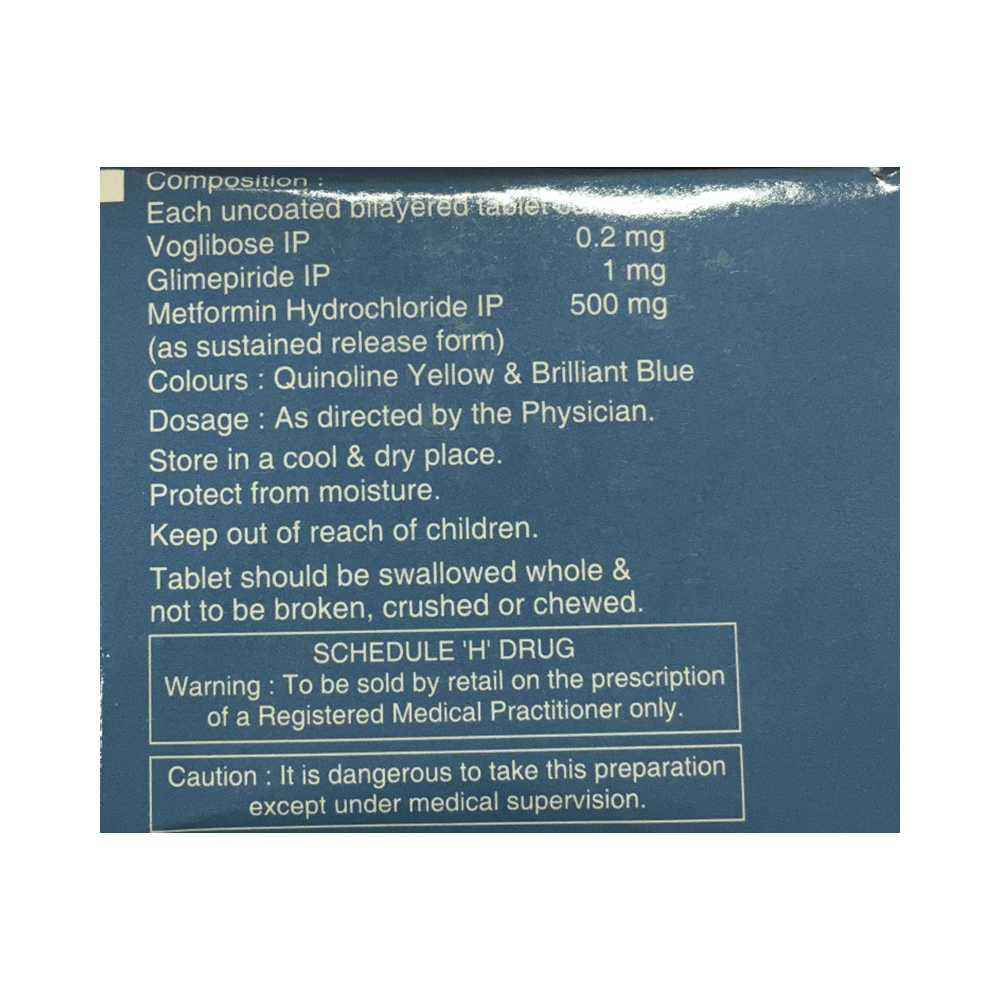 Composition :
Each uncoated bilayered tablet
Voglibose IP 0.2 mg
Glimepiride IP 1 mg
Metformin Hydrochloride IP 500 mg
(as sustained release form)
Colours : Quinoline Yellow & Brilliant Blue
Dosage : As directed by the Physician.
Store in a cool & dry place.
Protect from moisture.
Keep out of reach of children.
Tablet should be swallowed whole &
not to be broken, crushed or chewed.
SCHEDULE 'H' DRUG
Warning : To be sold by retail on the prescription
of a Registered Medical Practitioner only.
Caution : It is dangerous to take this preparation
except under medical supervision.